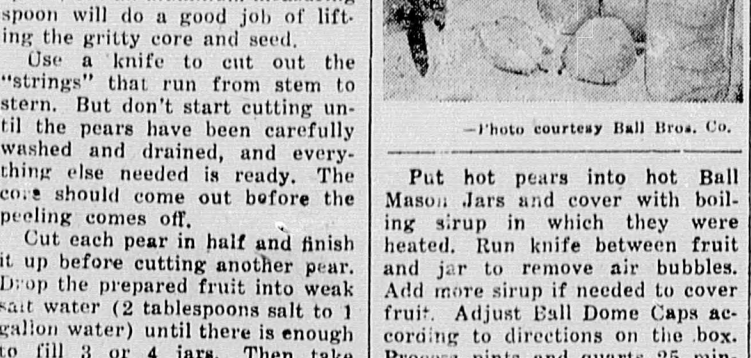 spoon will do a good job of lift-
ing the gritty core and seed.
Use a knife to cut out the
"strings" that run from stem to
stern. But don't start cutting un-
til the pears have been carefully
washed and drained, and every-
thing else needed is ready. The
core should come out before the
peeling comes off.
Cut each pear in half and finish
it up before cutting another pear.
Drop the prepared fruit into weak
salt water (2 tablespoons salt to 1
gallon water) until there is enough
to fill 3 or 4 jars. Then take
—Photo courtesy Ball Bros. Co.
Put hot pears into hot Ball
Mason Jars and cover with boil-
ing sirup in which they were
heated. Run knife between fruit
and jar to remove air bubbles.
Add more sirup if needed to cover
fruit. Adjust Ball Dome Caps ac-
cording to directions on the box.
Process pints and quarts 25 min-